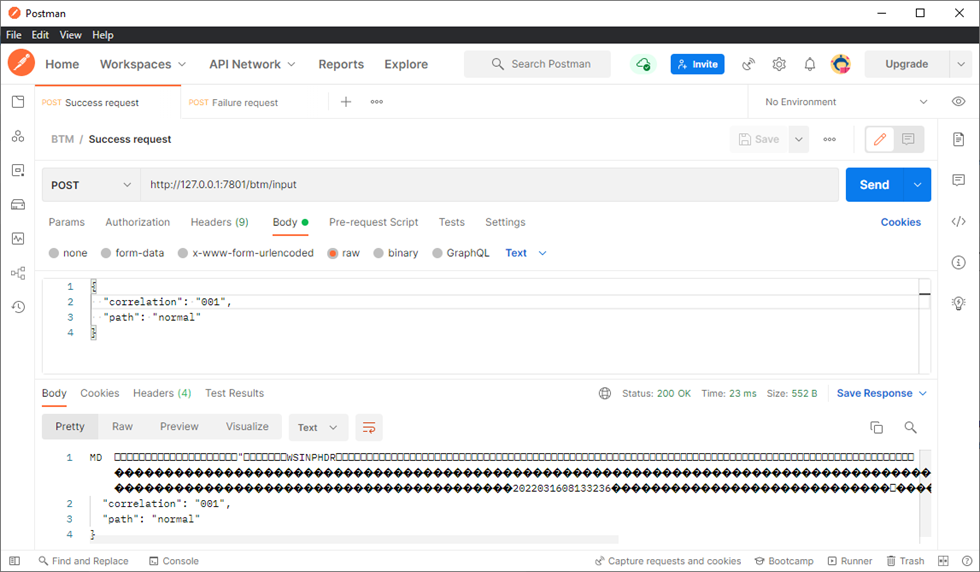 Postman
File Edit View Help
Home Workspaces API Network Reports Explore Search Postman Invite Upgrade
POST Success request POST Failure request No Environment
BTM / Success request Save
POST http://127.0.0.1:7801/btm/input Send
Params Authorization Headers (9) Body Pre-request Script Tests Settings Cookies
none form-data x-www-form-urlencoded raw binary GraphQL Text
1 {
2 "correlation": "001",
3 "path": "normal"
4 }
Body Cookies Headers (4) Test Results Status: 200 OK Time: 23 ms Size: 552 B Save Response
Pretty Raw Preview Visualize Text
1 MD "WSINPHDR
2022031608133236
2 "correlation": "001",
3 "path": "normal"
4 }
Find and Replace Console Capture requests and cookies Bootcamp Runner Trash